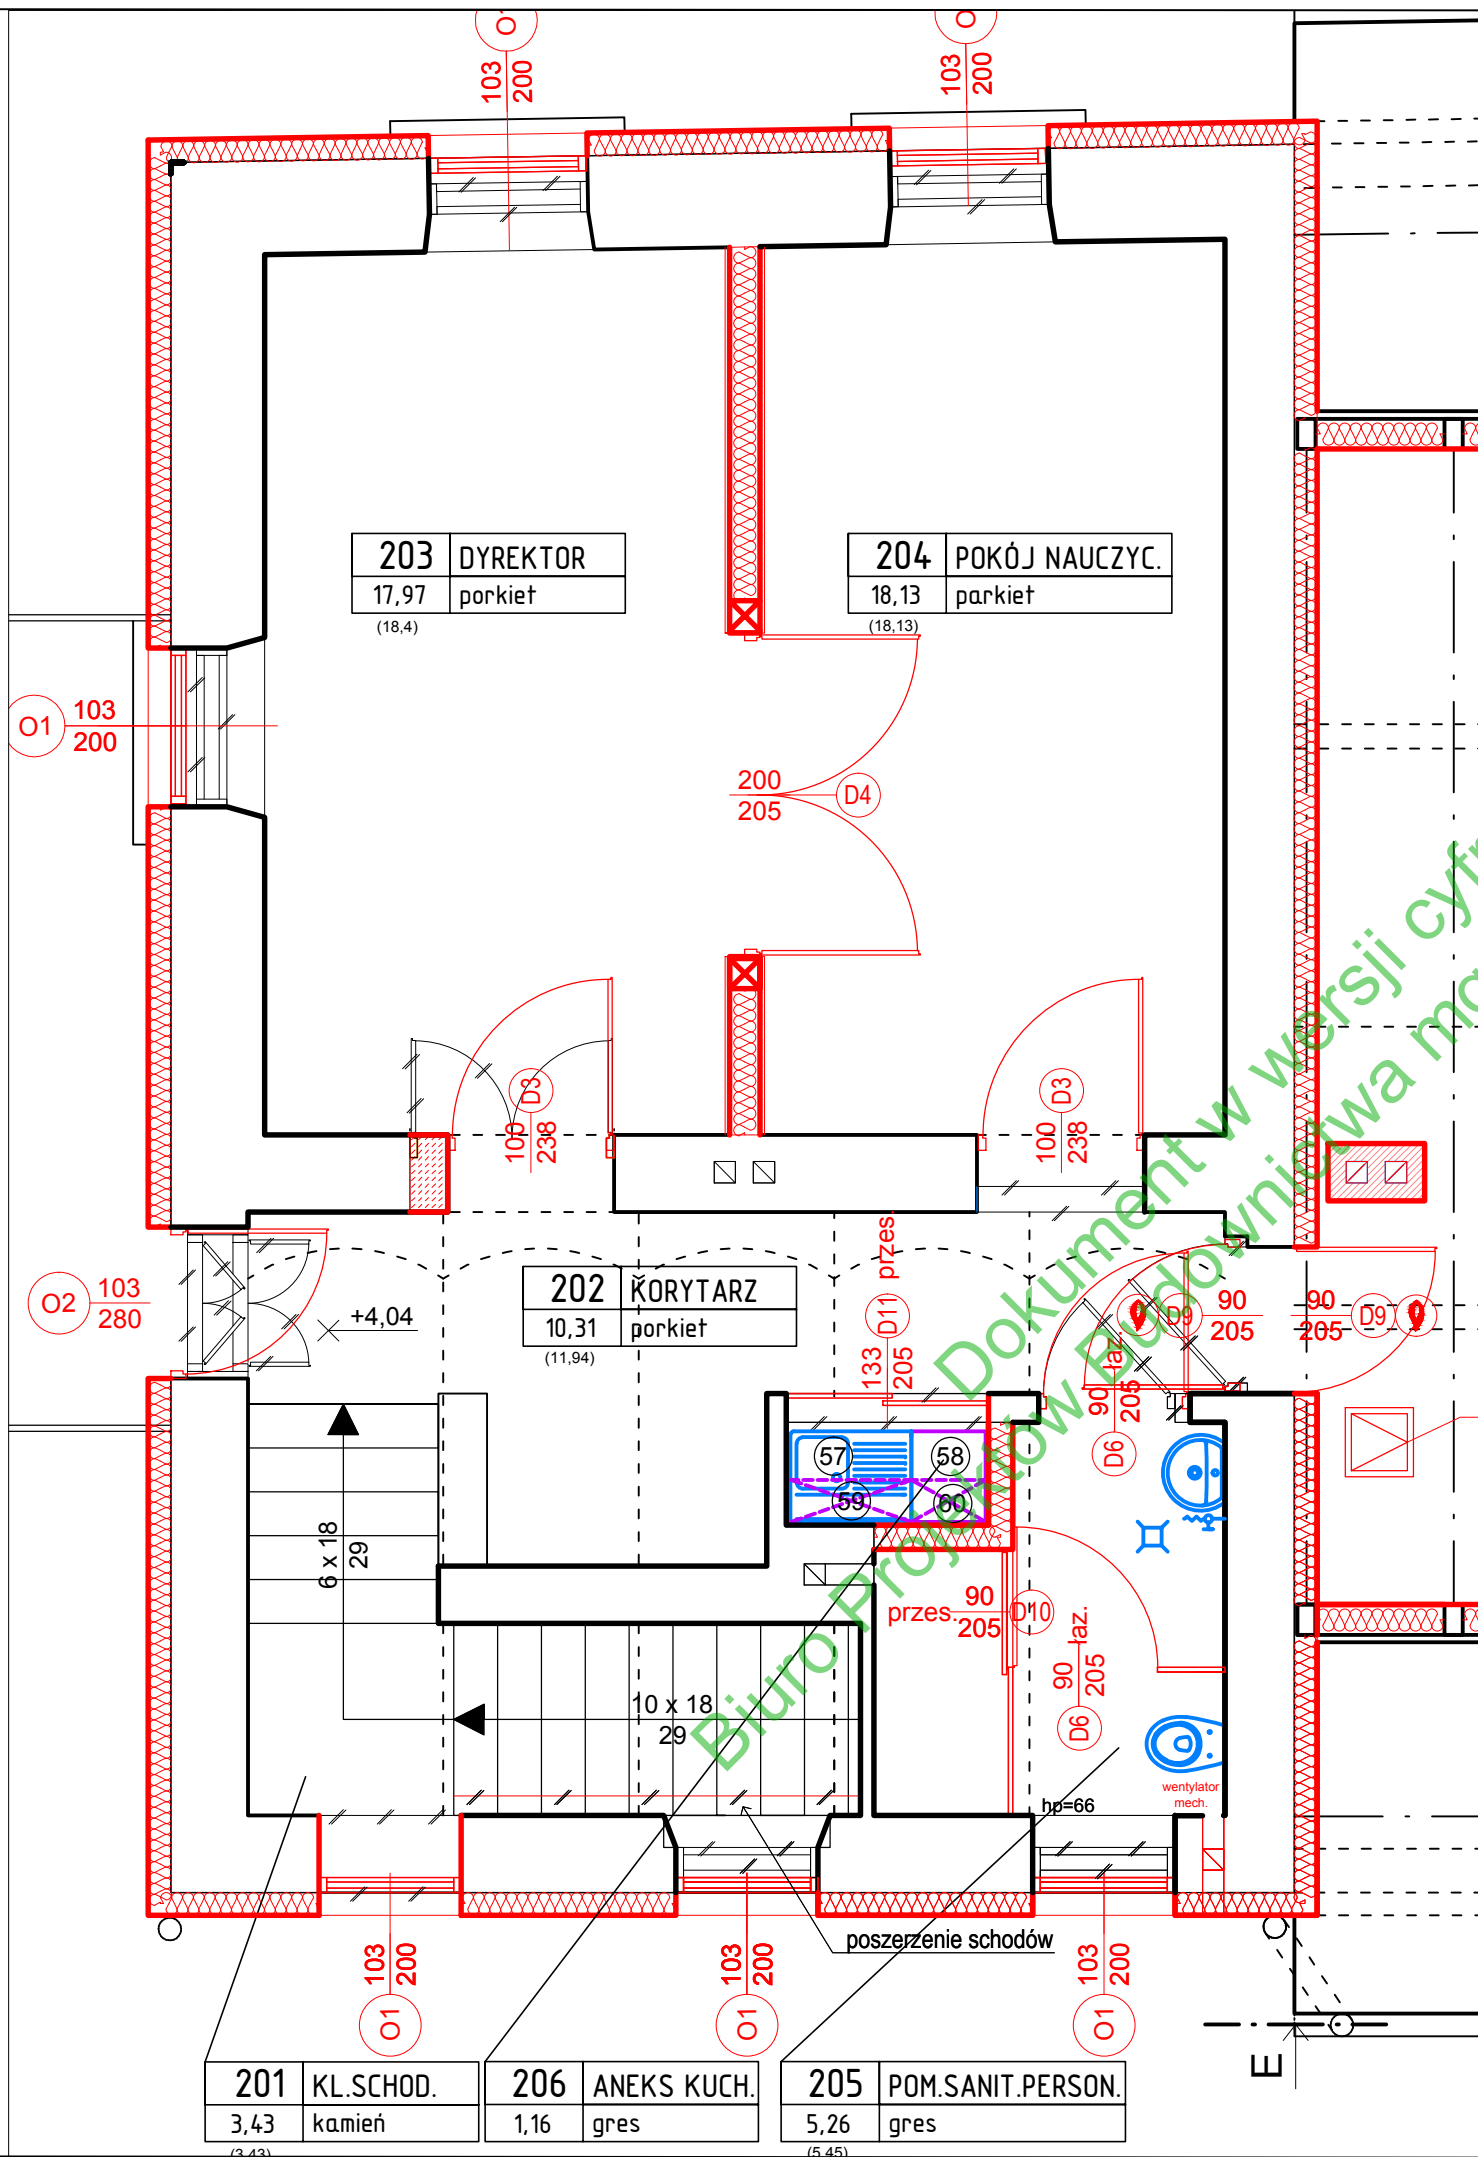 O1
103
200
O
103
200
203 DYREKTOR
17,97 porkiet
(18,4)
204 POKÓJ NAUCZYC.
18,13 parkiet
(18,13)
O1
103
200
200
205
D4
D3
100
238
D3
100
238
O2
103
280
+4,04
202 KORYTARZ
10,31 porkiet
(11,94)
przes.
D11
133
205
D9
90
205
90
205
D9
łaz.
90
205
D6
57
58
59
60
6 x 18
29
przes.
90
205
D10
łaz.
90
205
D6
10 x 18
29
wentylator
mech.
hp=66
poszerzenie schodów
103
200
O1
103
200
O1
103
200
O1
E
201 KL.SCHOD.
3,43 kamień
(3,43)
206 ANEKS KUCH.
1,16 gres
205 POM.SANIT.PERSON.
5,26 gres
(5,45)
Dokument w wersji cyfr
Biuro Projektów Budownictwa ma